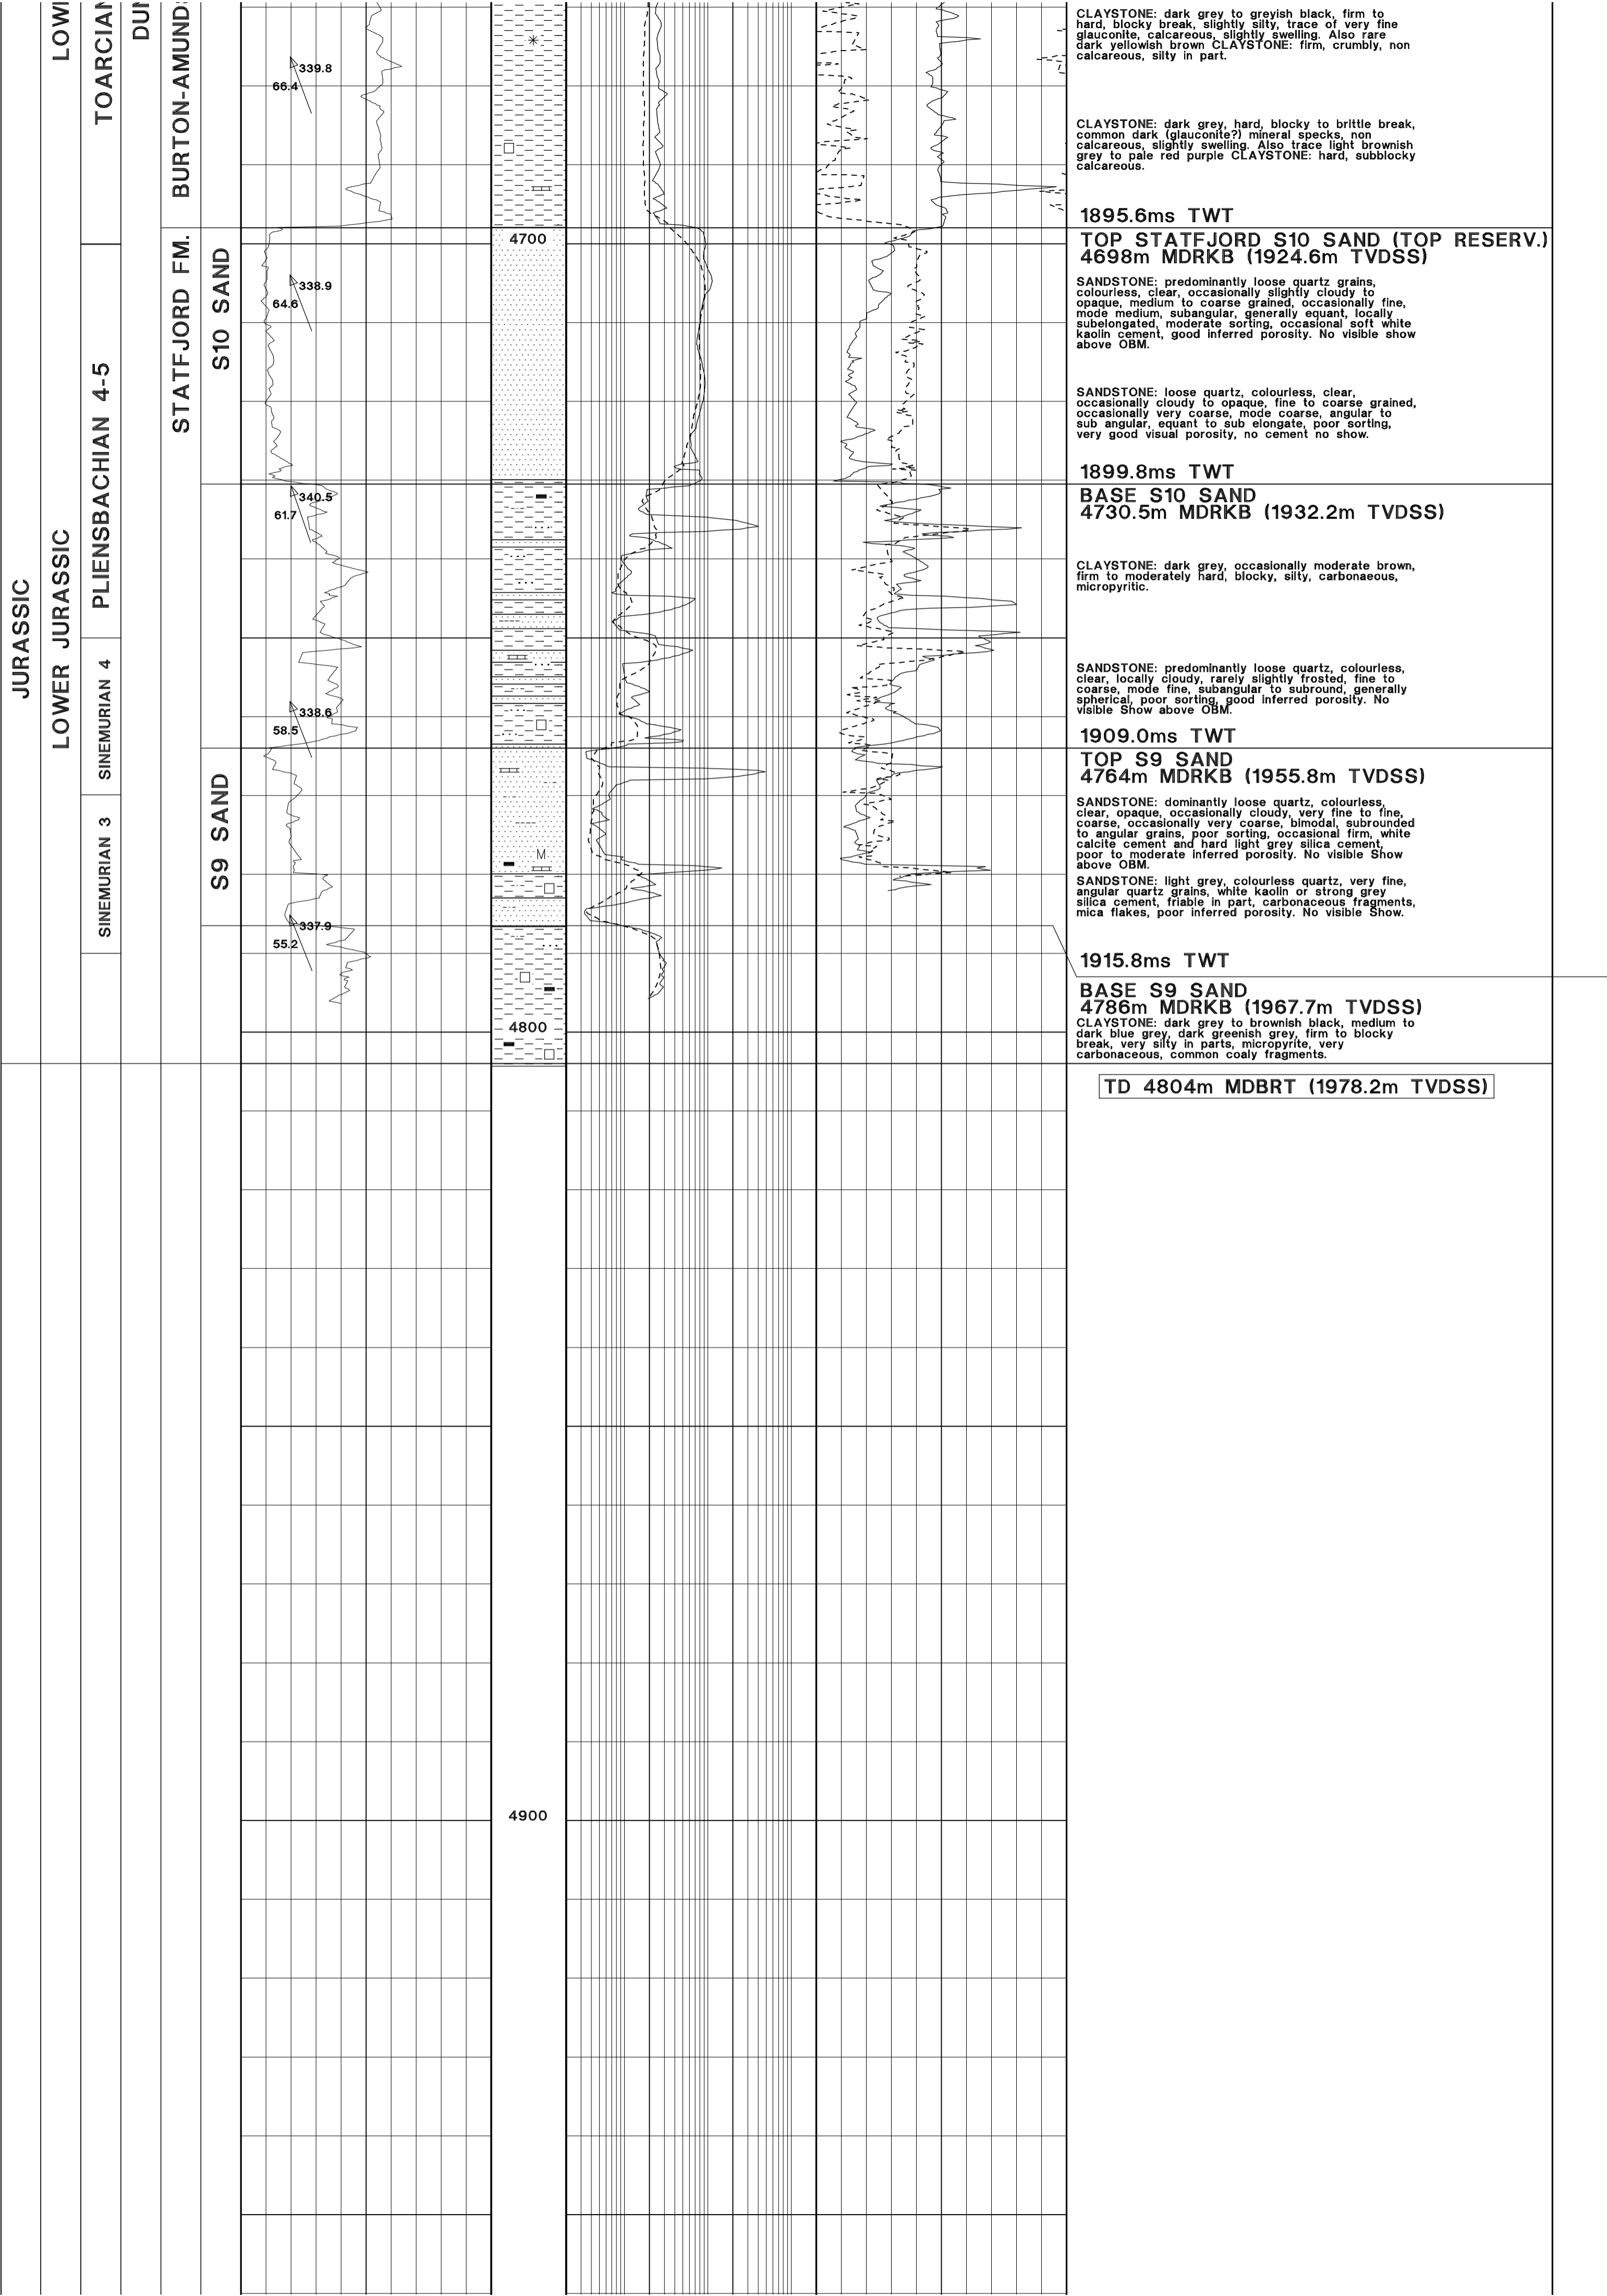 JURASSIC
LOWER JURASSIC
TOARCIAN
PLIENSBACHIAN 4-5
SINEMURIAN 4
SINEMURIAN 3
STATFJORD FM.
S10 SAND
S9 SAND
339.8
66.4
338.9
64.6
340.5
61.7
338.6
58.5
337.9
55.2
4700
M
4800
4900
CLAYSTONE: dark grey to greyish black, firm to
hard, blocky break, slightly silty, trace of very fine
glauconite, calcareous, slightly swelling. Also rare
dark yellowish brown CLAYSTONE: firm, crumbly, non
calcareous, silty in part.
CLAYSTONE: dark grey, hard, blocky to brittle break,
common dark (glauconite?) mineral specks, non
calcareous, slightly swelling. Also trace light brownish
grey to pale red purple CLAYSTONE: hard, subblocky
calcareous.
1895.6ms TWT
TOP STATFJORD S10 SAND (TOP RESERV.)
4698m MDRKB (1924.6m TVDSS)
SANDSTONE: predominantly loose quartz grains,
colourless, clear, occasionally slightly cloudy to
opaque, medium to coarse grained, occasionally fine,
mode medium, subangular, generally equant, locally
subelongated, moderate sorting, occasional soft white
kaolin cement, good inferred porosity. No visible show
above OBM.
SANDSTONE: loose quartz, colourless, clear,
occasionally cloudy to opaque, fine to coarse grained,
occasionally very coarse, mode coarse, angular to
sub angular, equant to sub elongate, poor sorting,
very good visual porosity, no cement no show.
1899.8ms TWT
BASE S10 SAND
4730.5m MDRKB (1932.2m TVDSS)
CLAYSTONE: dark grey, occasionally moderate brown,
firm to moderately hard, blocky, silty, carbonaeous,
micropyritic.
SANDSTONE: predominantly loose quartz, colourless,
clear, locally cloudy, rarely slightly frosted, fine to
coarse, mode fine, subangular to subround, generally
spherical, poor sorting, good inferred porosity. No
visible Show above OBM.
1909.0ms TWT
TOP S9 SAND
4764m MDRKB (1955.8m TVDSS)
SANDSTONE: dominantly loose quartz, colourless,
clear, opaque, occasionally cloudy, very fine to fine,
coarse, occasionally very coarse, bimodal, subrounded
to angular grains, poor sorting, occasional firm, white
calcite cement and hard light grey silica cement,
poor to moderate inferred porosity. No visible Show
above OBM.
SANDSTONE: light grey, colourless quartz, very fine,
angular quartz grains, white kaolin or strong grey
silica cement, friable in part, carbonaceous fragments,
mica flakes, poor inferred porosity. No visible Show.
1915.8ms TWT
BASE S9 SAND
4786m MDRKB (1967.7m TVDSS)
CLAYSTONE: dark grey to brownish black, medium to
dark blue grey, dark greenish grey, firm to blocky
break, very silty in parts, micropyrite, very
carbonaceous, common coaly fragments.
TD 4804m MDBRT (1978.2m TVDSS)